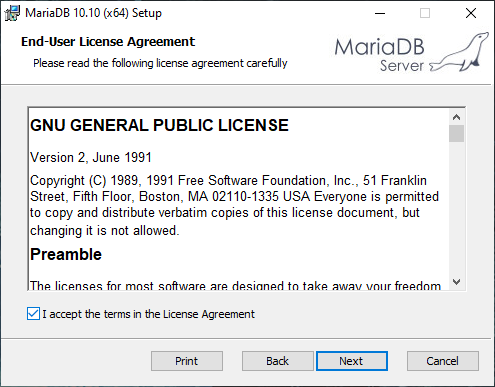 MariaDB 10.10 (x64) Setup
End-User License Agreement
Please read the following license agreement carefully
MariaDB
Server
GNU GENERAL PUBLIC LICENSE
Version 2, June 1991
Copyright (C) 1989, 1991 Free Software Foundation, Inc., 51 Franklin
Street, Fifth Floor, Boston, MA 02110-1335 USA Everyone is permitted
to copy and distribute verbatim copies of this license document, but
changing it is not allowed.
Preamble
The licenses for most software are designed to take away your freedom
I accept the terms in the License Agreement
Print
Back
Next
Cancel